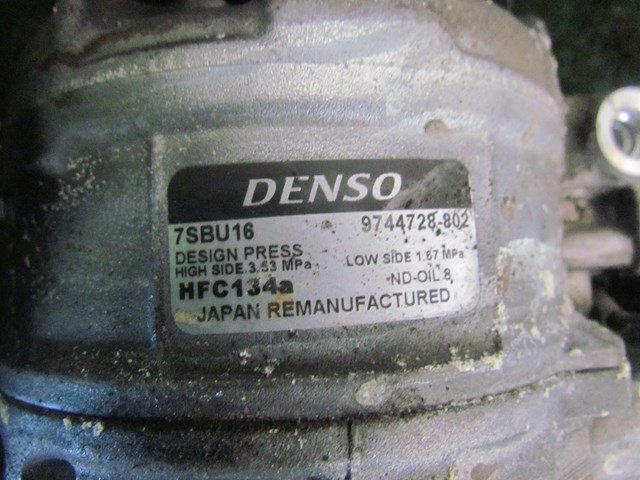 DENSO
7SBU16 9744728-802
DESIGN PRESS
HIGH SIDE 3.53 MPa LOW SIDE 1.67 MPa
HFC134a ND-OIL 8
JAPAN REMANUFACTURED